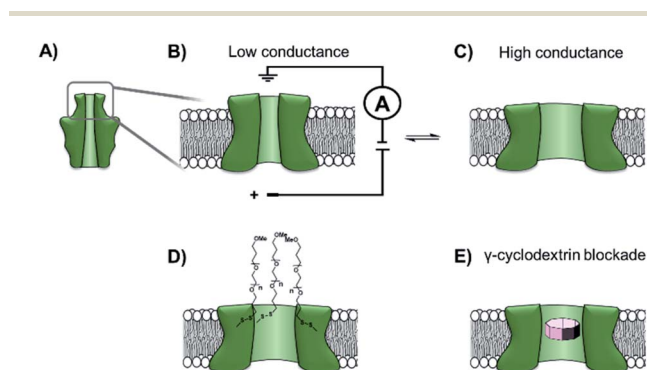 A)
B)
Low conductance
A
+
C)
High conductance
D)
OMe
OMe
MeO
O
O
O
O n
O n
n O
S-S
S-S
S-S
E) γ-cyclodextrin blockade